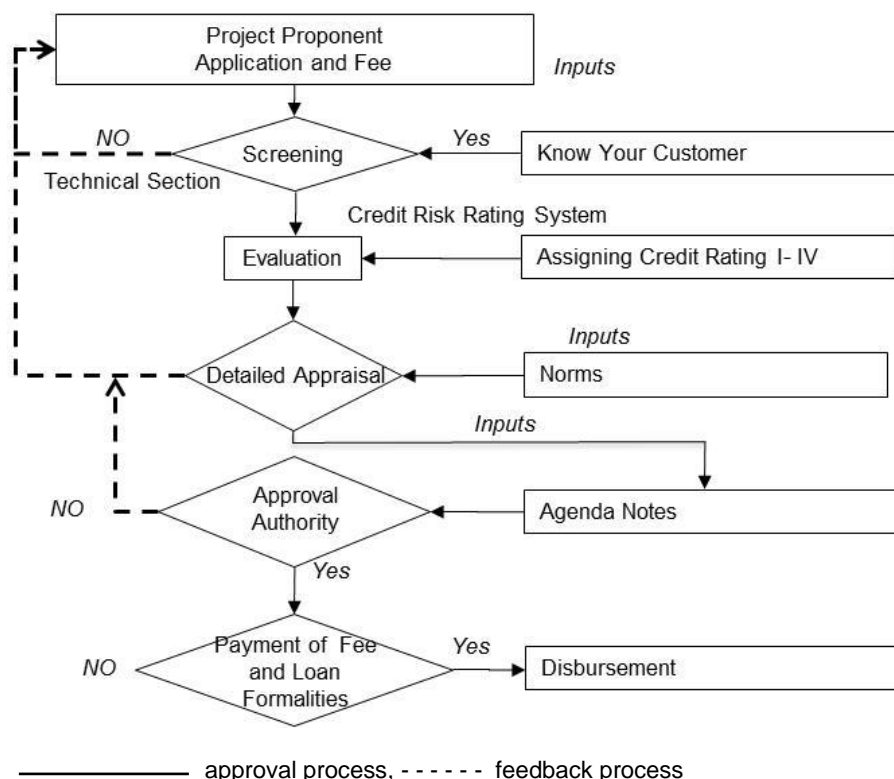 Project Proponent
Application and Fee
Inputs
NO
Screening
Yes
Know Your Customer
Technical Section
Credit Risk Rating System
Evaluation
Assigning Credit Rating I- IV
Inputs
Detailed Appraisal
Norms
Inputs
NO
Approval
Authority
Agenda Notes
Yes
NO
Payment of Fee
and Loan
Formalities
Yes
Disbursement
approval process, - - - - - - feedback process